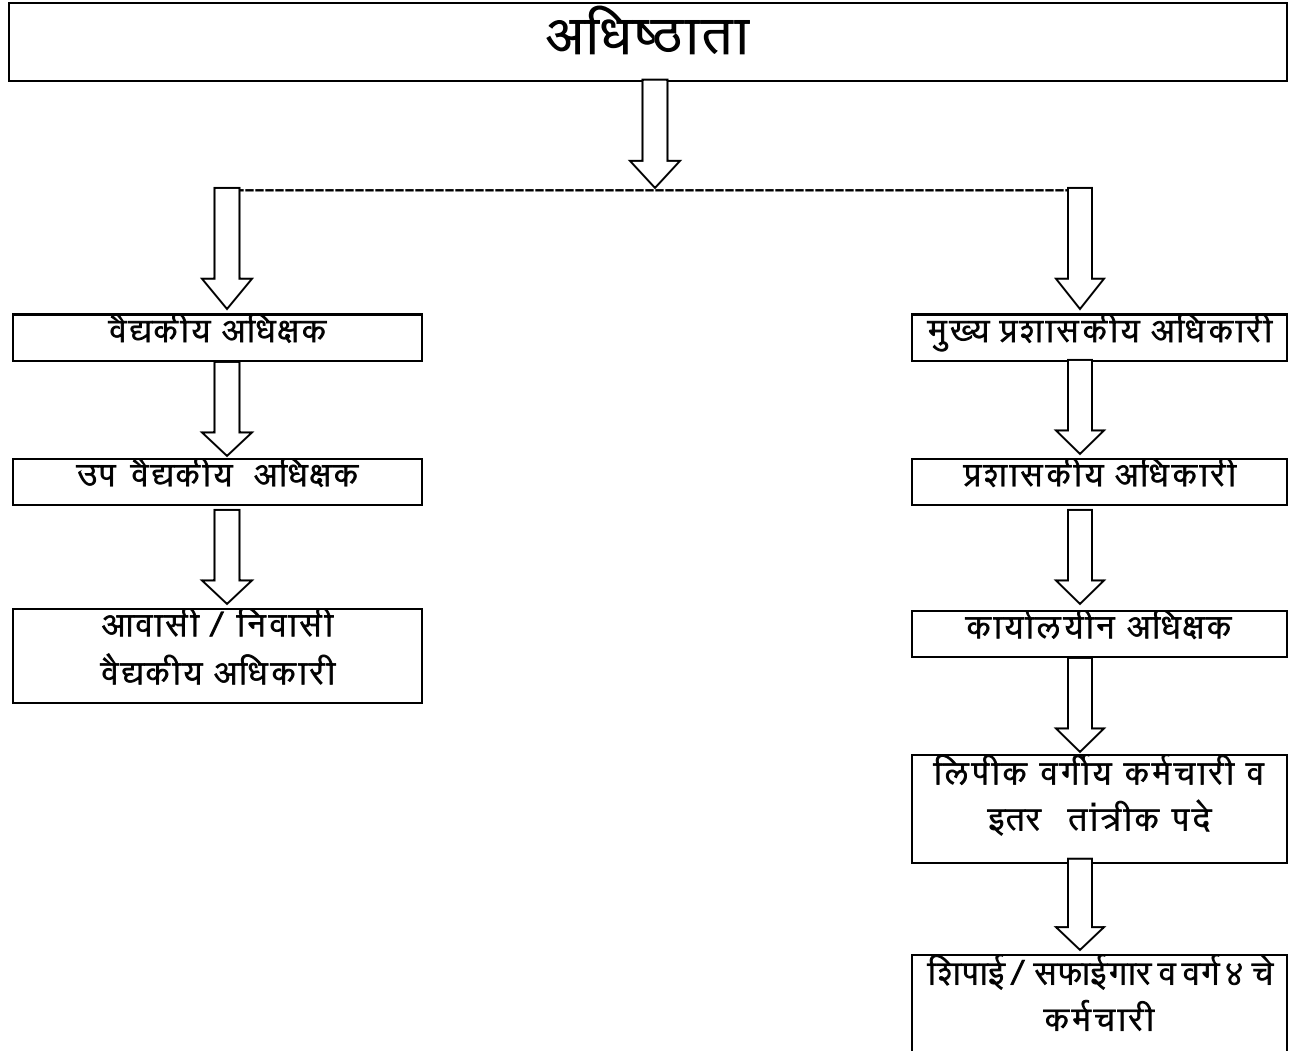 अधिष्ठाता
वैद्यकीय अधिक्षक
मुख्य प्रशासकीय अधिकारी
उप वैद्यकीय अधिक्षक
प्रशासकीय अधिकारी
आवासी / निवासी
वैद्यकीय अधिकारी
कार्यालयीन अधिक्षक
लिपीक वर्गीय कर्मचारी व
इतर तांत्रीक पदे
शिपाई / सफाईगार व वर्ग ४ चे
कर्मचारी